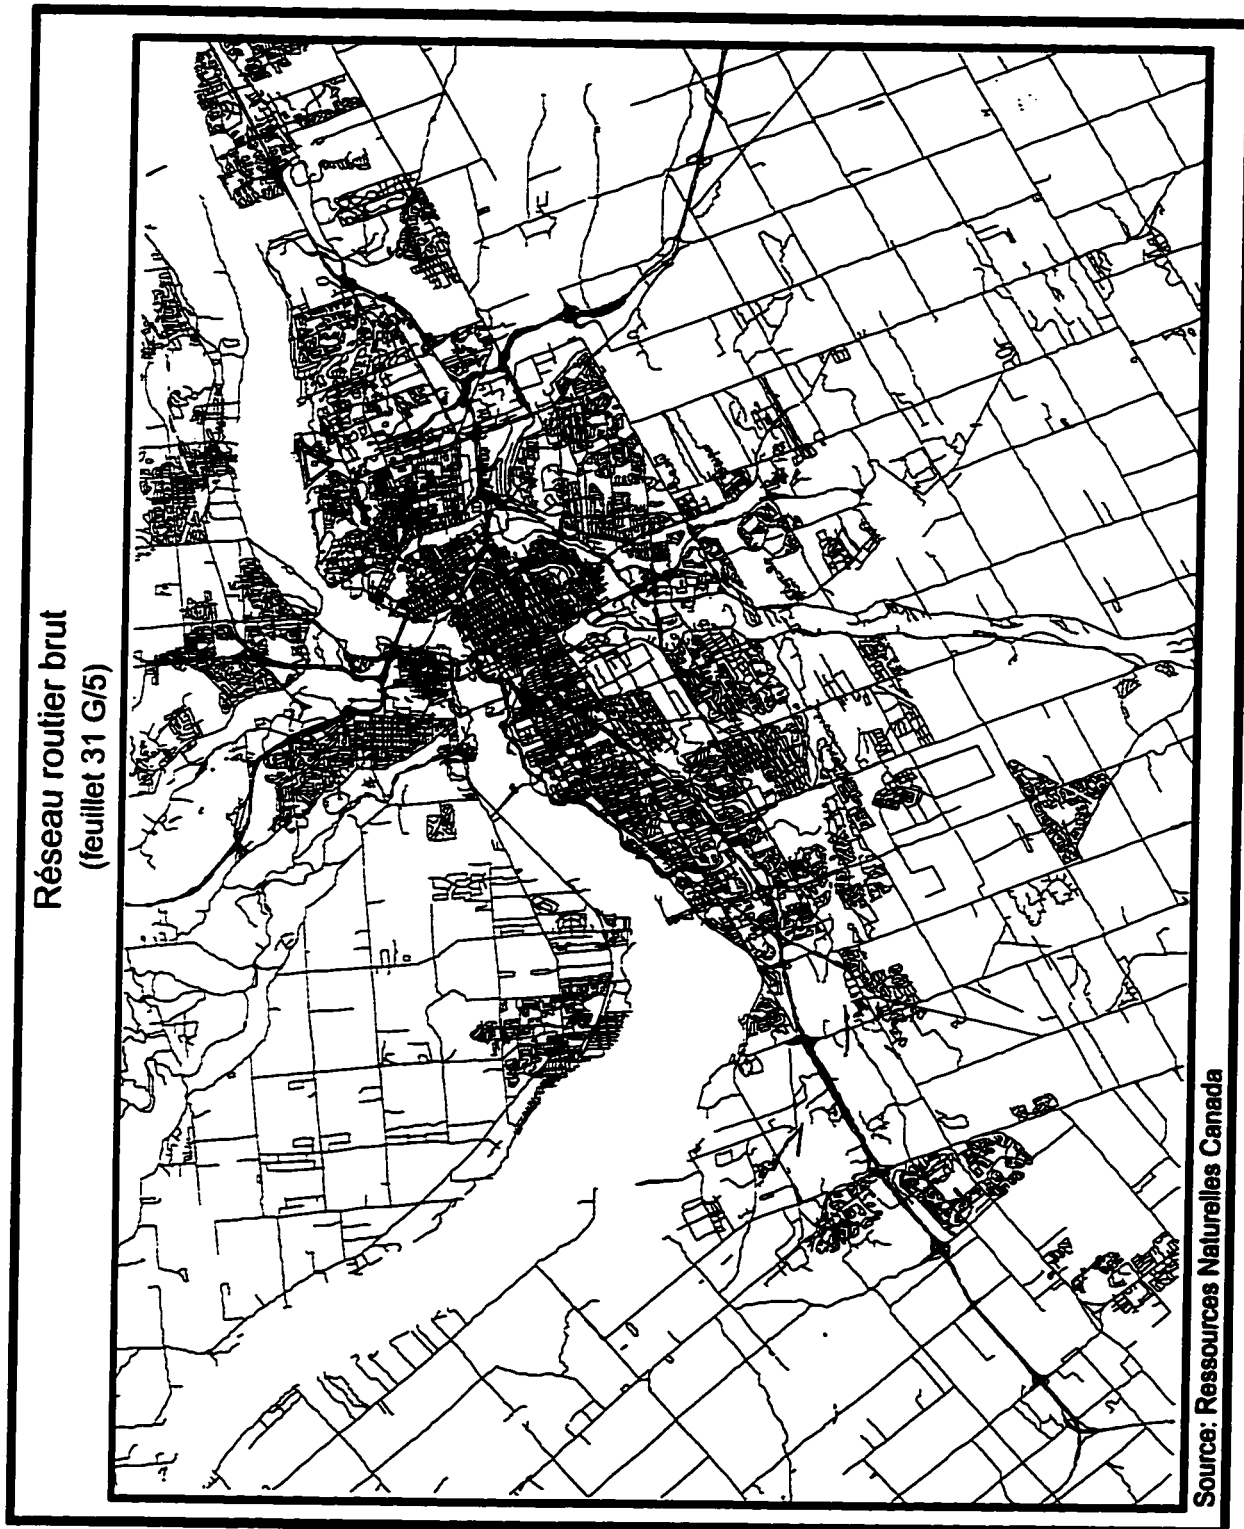 Réseau routier brut
(feuillet 31 G/5)
Source: Ressources Naturelles Canada